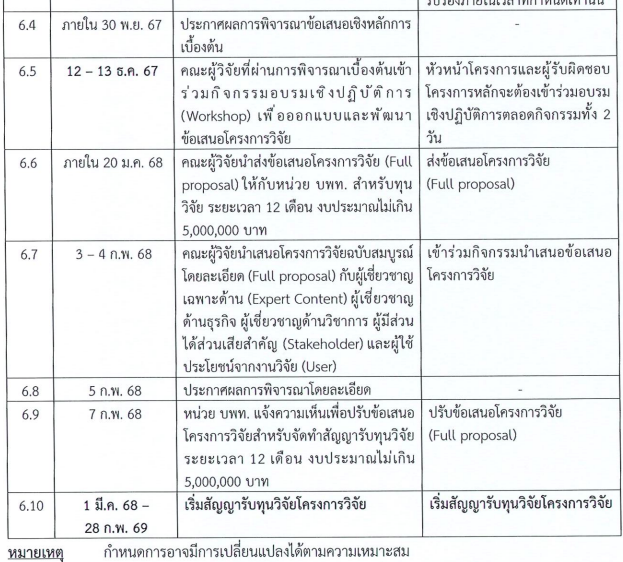 รับรองภายในเวลาที่กำหนดเท่านั้น
6.4 ภายใน 30 พ.ย. 67 ประกาศผลการพิจารณาข้อเสนอเชิงหลักการ -
เบื้องต้น
6.5 12 – 13 ธ.ค. 67 คณะผู้วิจัยที่ผ่านการพิจารณาเบื้องต้นเข้า หัวหน้าโครงการและผู้รับผิดชอบ
ร่วมกิจกรรมอบรมเชิงปฏิบัติการ โครงการหลักจะต้องเข้าร่วมอบรม
(Workshop) เพื่อออกแบบและพัฒนา เชิงปฏิบัติการตลอดกิจกรรมทั้ง 2
ข้อเสนอโครงการวิจัย วัน
6.6 ภายใน 20 ม.ค. 68 คณะผู้วิจัยนำส่งข้อเสนอโครงการวิจัย (Full ส่งข้อเสนอโครงการวิจัย
proposal) ให้กับหน่วย บพท. สำหรับทุน (Full proposal)
วิจัย ระยะเวลา 12 เดือน งบประมาณไม่เกิน
5,000,000 บาท
6.7 3 – 4 ก.พ. 68 คณะผู้วิจัยนำเสนอโครงการวิจัยฉบับสมบูรณ์ เข้าร่วมกิจกรรมนำเสนอข้อเสนอ
โดยละเอียด (Full proposal) กับผู้เชี่ยวชาญ โครงการวิจัย
เฉพาะด้าน (Expert Content) ผู้เชี่ยวชาญ
ด้านธุรกิจ ผู้เชี่ยวชาญด้านวิชาการ ผู้มีส่วน
ได้ส่วนเสียสำคัญ (Stakeholder) และผู้ใช้
ประโยชน์จากงานวิจัย (User)
6.8 5 ก.พ. 68 ประกาศผลการพิจารณาโดยละเอียด -
6.9 7 ก.พ. 68 หน่วย บพท. แจ้งความเห็นเพื่อปรับข้อเสนอ ปรับข้อเสนอโครงการวิจัย
โครงการวิจัยสำหรับจัดทำสัญญารับทุนวิจัย (Full proposal)
ระยะเวลา 12 เดือน งบประมาณไม่เกิน
5,000,000 บาท
6.10 1 มี.ค. 68 – เริ่มสัญญารับทุนวิจัยโครงการวิจัย เริ่มสัญญารับทุนวิจัยโครงการวิจัย
28 ก.พ. 69
หมายเหตุ กำหนดการอาจมีการเปลี่ยนแปลงได้ตามความเหมาะสม